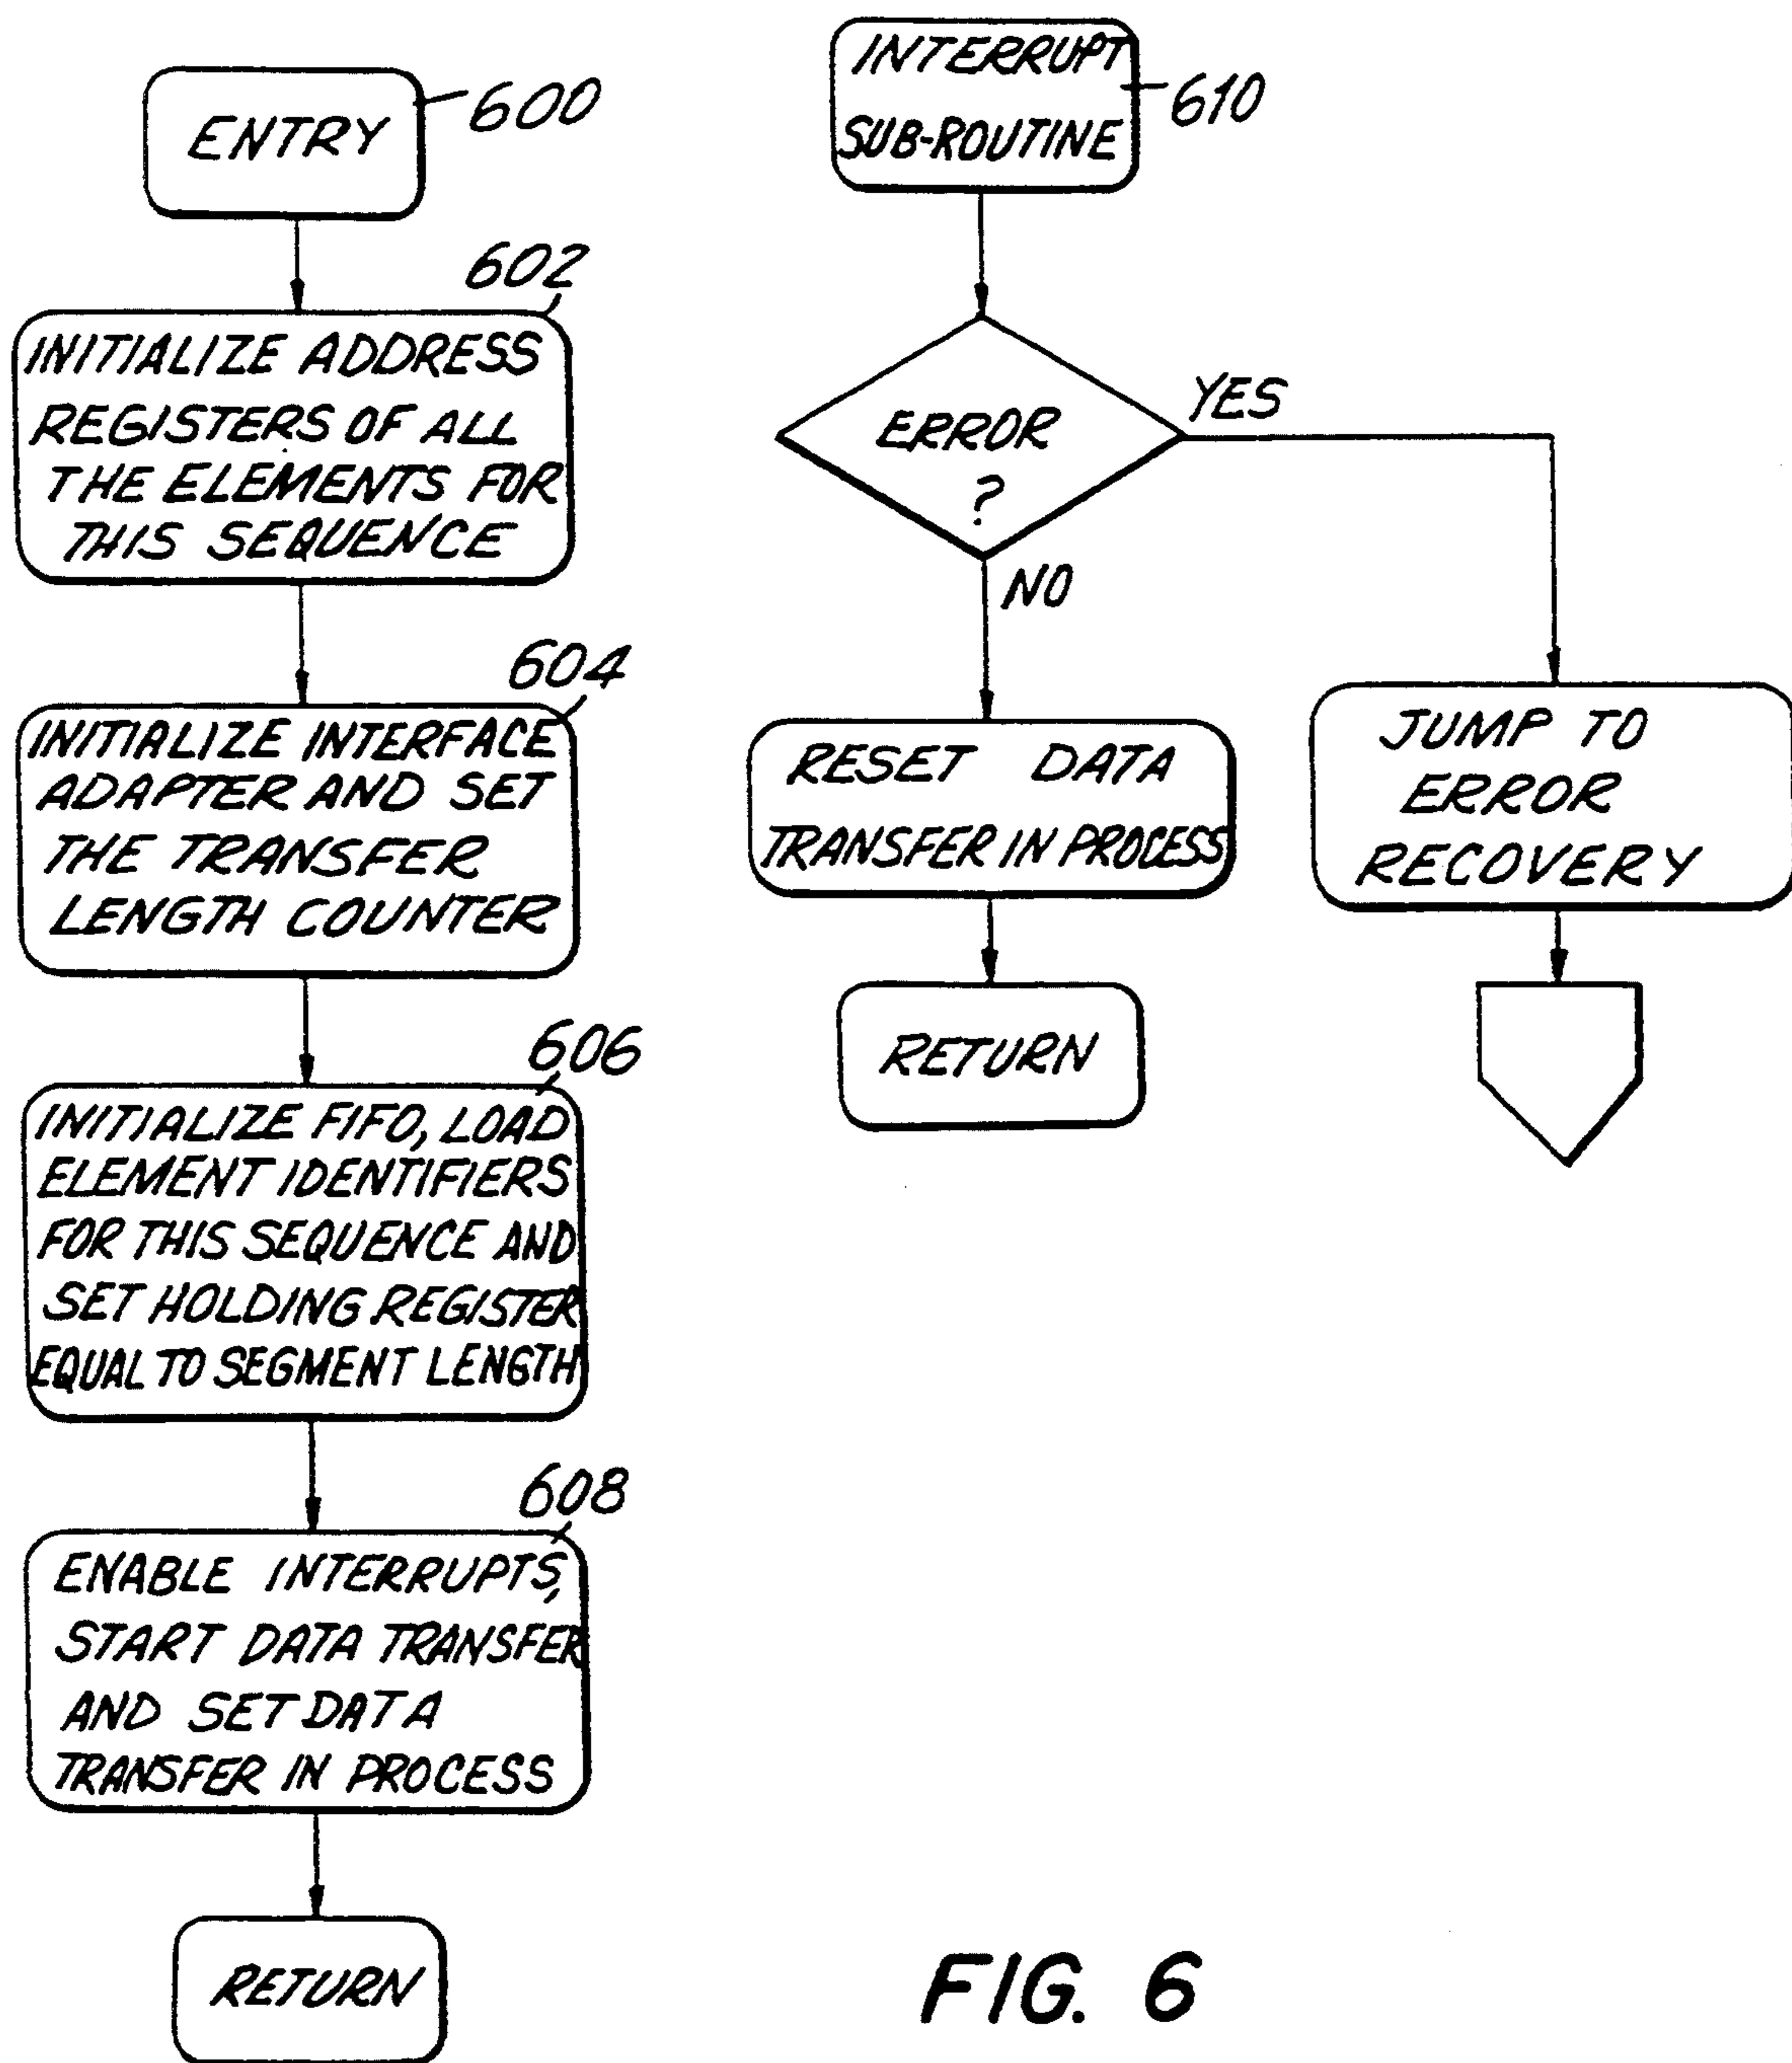 ENTRY
600
602
INITIALIZE ADDRESS
REGISTERS OF ALL
THE ELEMENTS FOR
THIS SEQUENCE
604
INITIALIZE INTERFACE
ADAPTER AND SET
THE TRANSFER
LENGTH COUNTER
606
INITIALIZE FIFO, LOAD
ELEMENT IDENTIFIERS
FOR THIS SEQUENCE AND
SET HOLDING REGISTER
EQUAL TO SEGMENT LENGTH
608
ENABLE INTERRUPTS,
START DATA TRANSFER
AND SET DATA
TRANSFER IN PROCESS
RETURN
INTERRUPT
SUB-ROUTINE
610
ERROR
?
YES
NO
RESET DATA
TRANSFER IN PROCESS
RETURN
JUMP TO
ERROR
RECOVERY
FIG. 6